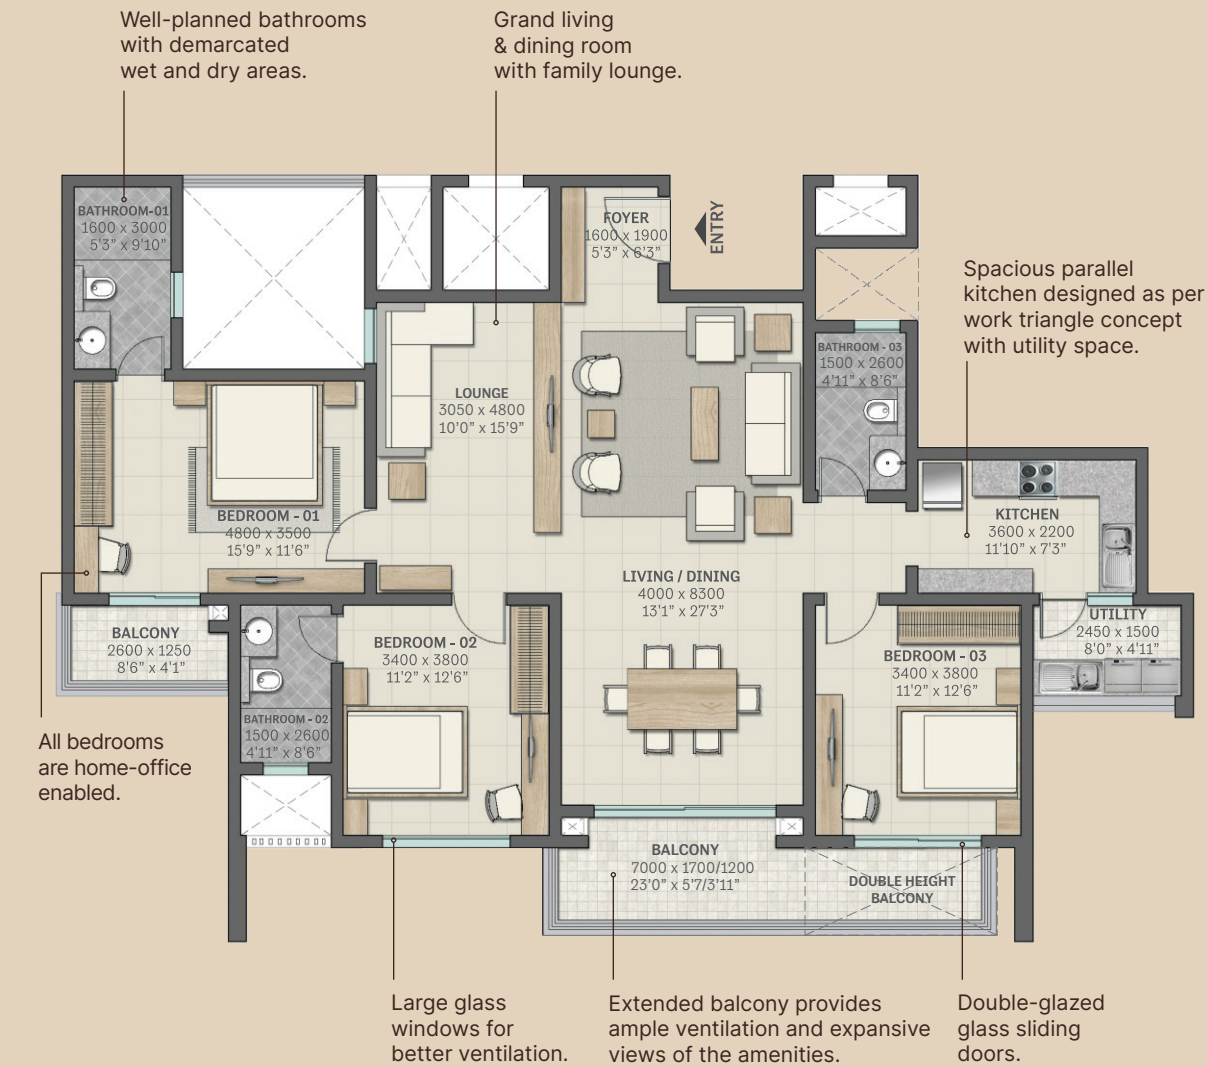 Well-planned bathrooms
with demarcated
wet and dry areas.
Grand living
& dining room
with family lounge.
BATHROOM-01
1600 x 3000
5'3" x 9'10"
FOYER
1600 x 1900
5'3" x 6'3"
ENTRY
Spacious parallel
kitchen designed as per
work triangle concept
with utility space.
BATHROOM - 03
1500 x 2600
4'11" x 8'6"
LOUNGE
3050 x 4800
10'0" x 15'9"
BEDROOM - 01
4800 x 3500
15'9" x 11'6"
KITCHEN
3600 x 2200
11'10" x 7'3"
LIVING / DINING
4000 x 8300
13'1" x 27'3"
BALCONY
2600 x 1250
8'6" x 4'1"
BEDROOM - 02
3400 x 3800
11'2" x 12'6"
BEDROOM - 03
3400 x 3800
11'2" x 12'6"
UTILITY
2450 x 1500
8'0" x 4'11"
BATHROOM - 02
1500 x 2600
4'11" x 8'6"
All bedrooms
are home-office
enabled.
BALCONY
7000 x 1700/1200
23'0" x 5'7/3'11"
DOUBLE HEIGHT
BALCONY
Large glass
windows for
better ventilation.
Extended balcony provides
ample ventilation and expansive
views of the amenities.
Double-glazed
glass sliding
doors.